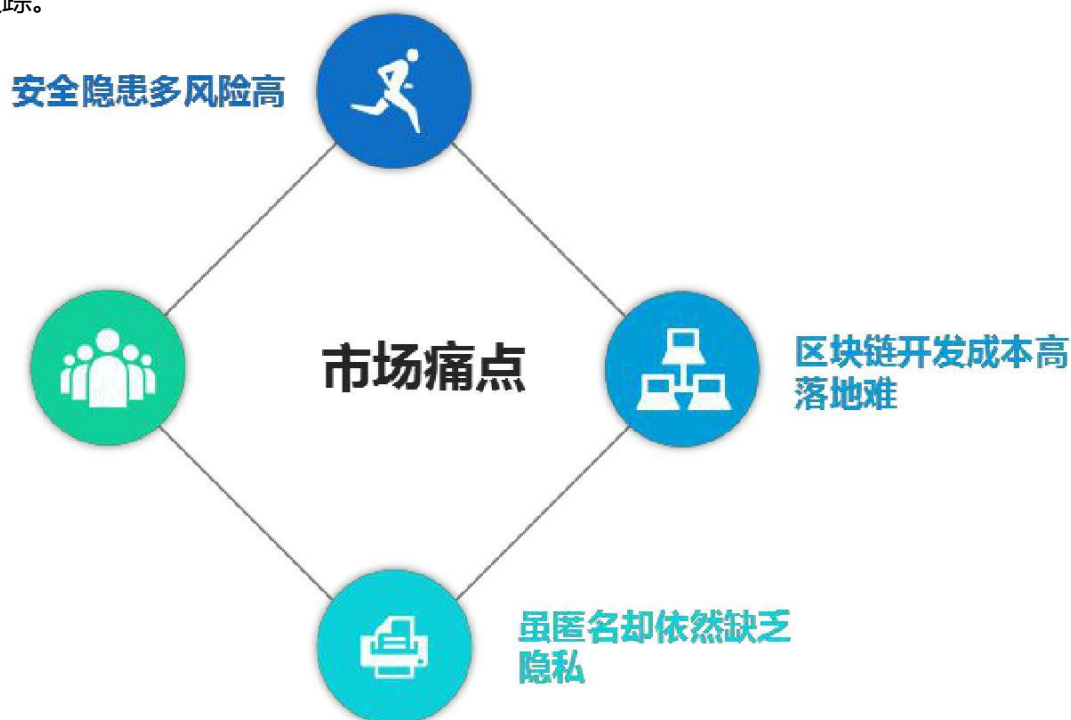 踪。
安全隐患多风险高
市场痛点
区块链开发成本高
落地难
虽匿名却依然缺乏
隐私